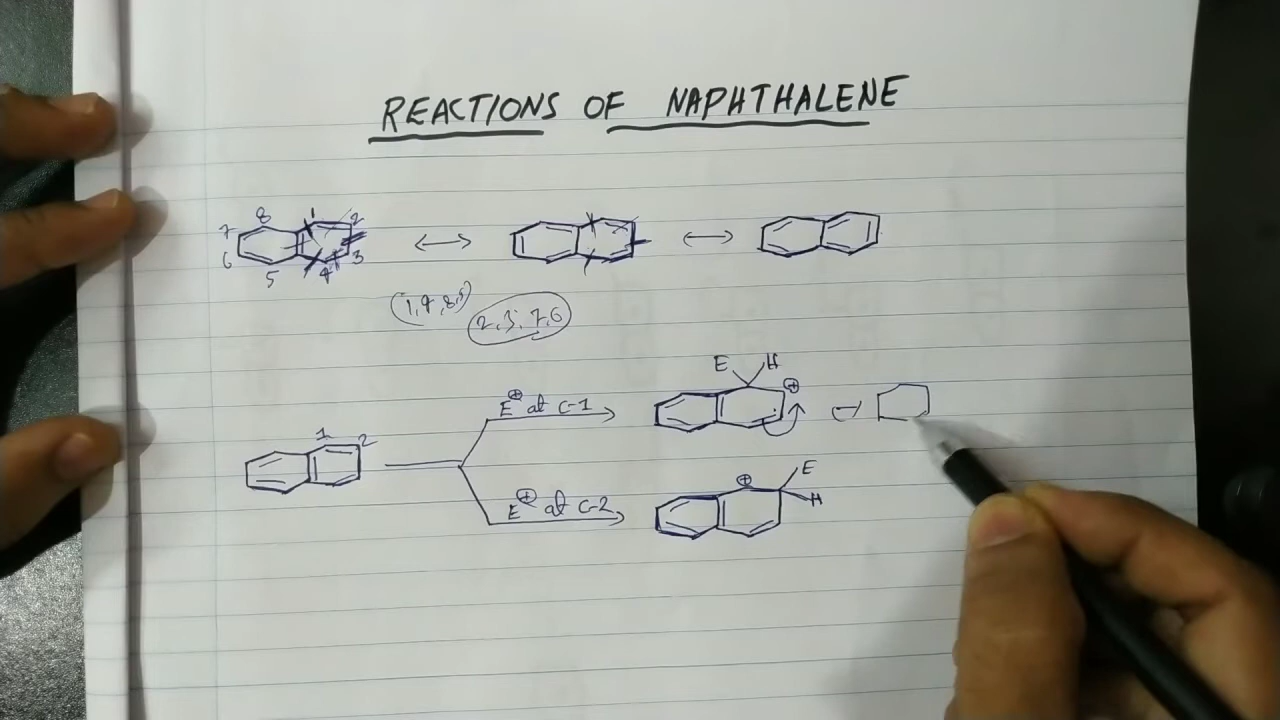 REACTIONS OF NAPHTHALENE
8 1 2
7
6 3
5 4
(1,4,8,5)
2,3,7,6
E H
⊕
E⊕ at C-1
1 2
E
⊕
E⊕ at C-2 H